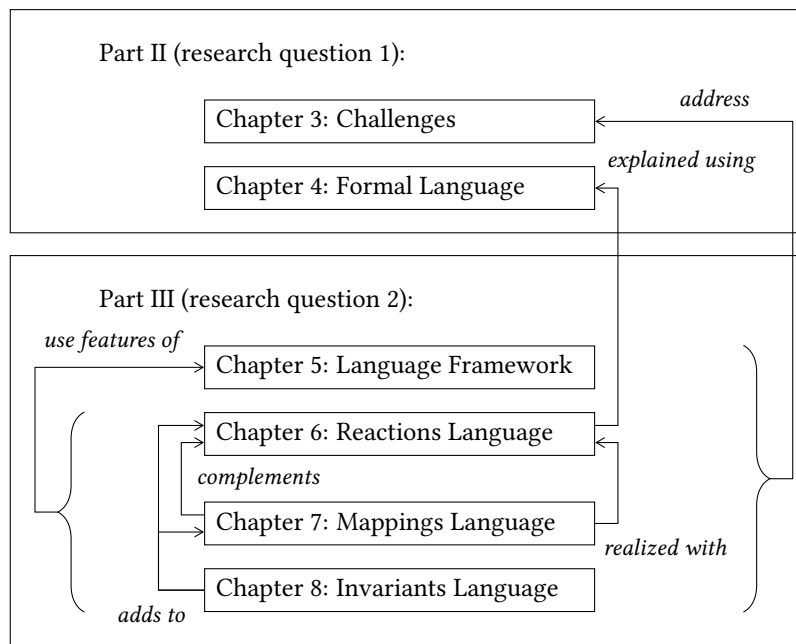 Part II (research question 1):
address
Chapter 3: Challenges
explained using
Chapter 4: Formal Language
Part III (research question 2):
use features of
Chapter 5: Language Framework
Chapter 6: Reactions Language
complements
Chapter 7: Mappings Language
realized with
Chapter 8: Invariants Language
adds to